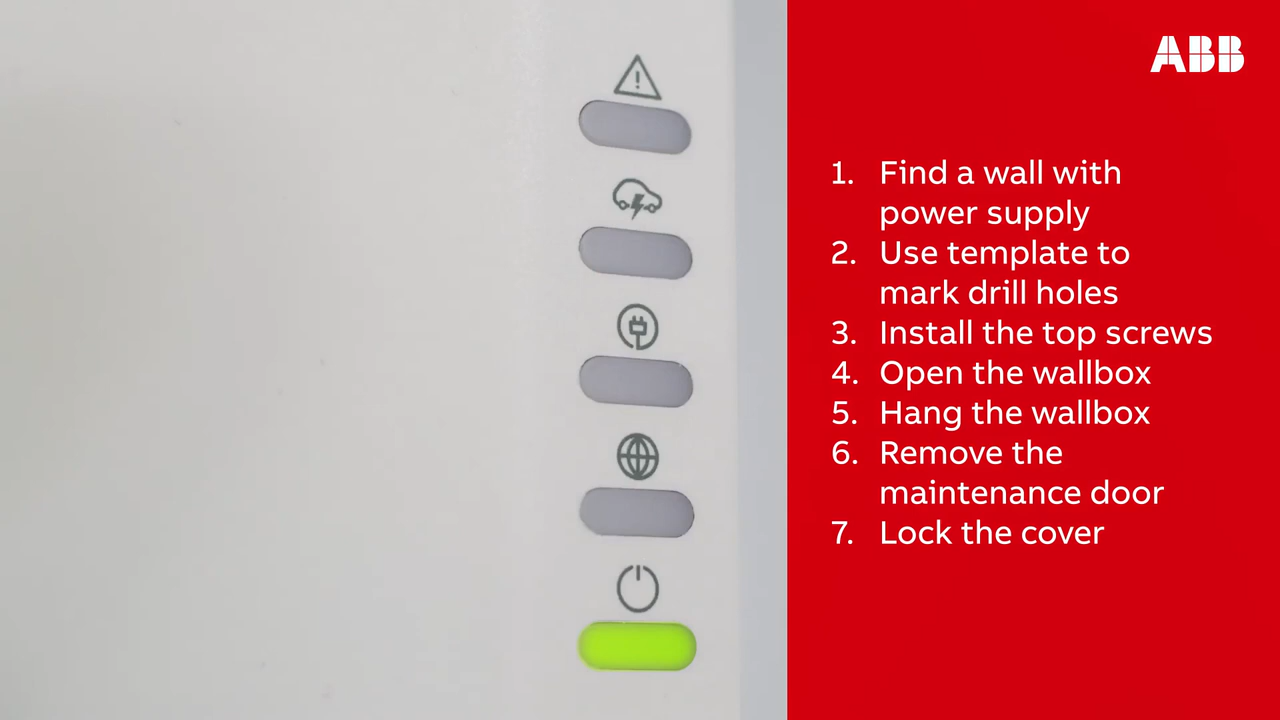 ABB
1. Find a wall with
power supply
2. Use template to
mark drill holes
3. Install the top screws
4. Open the wallbox
5. Hang the wallbox
6. Remove the
maintenance door
7. Lock the cover